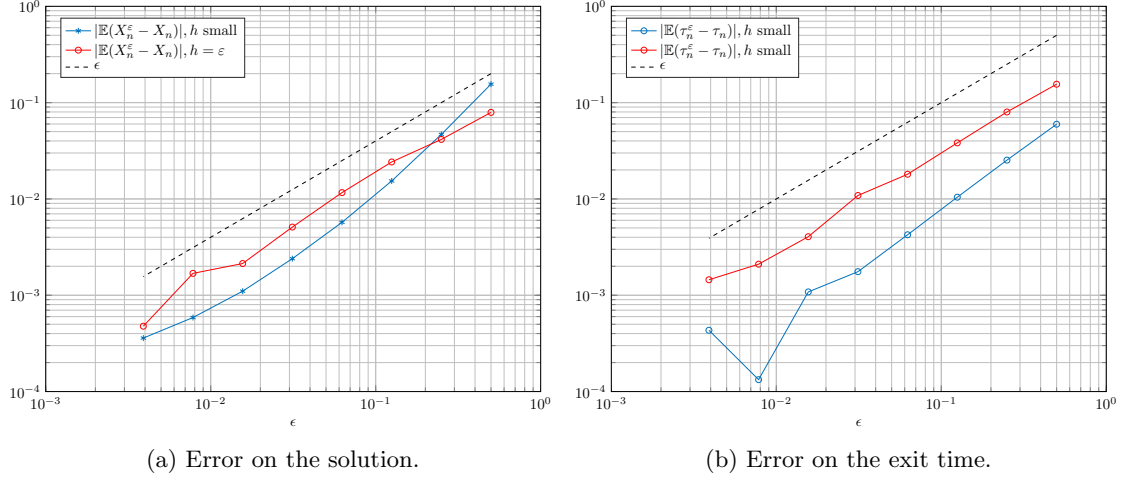 10^0
10^{-1}
10^{-2}
10^{-3}
10^{-4}
|𝔼(X_n^ε − X_n)|, h small
|𝔼(X_n^ε − X_n)|, h = ε
ϵ
10^{-3}
10^{-2}
10^{-1}
10^0
ϵ
(a) Error on the solution.
10^0
10^{-1}
10^{-2}
10^{-3}
10^{-4}
|𝔼(τ_n^ε − τ_n)|, h small
|𝔼(τ_n^ε − τ_n)|, h small
ϵ
10^{-3}
10^{-2}
10^{-1}
10^0
ϵ
(b) Error on the exit time.